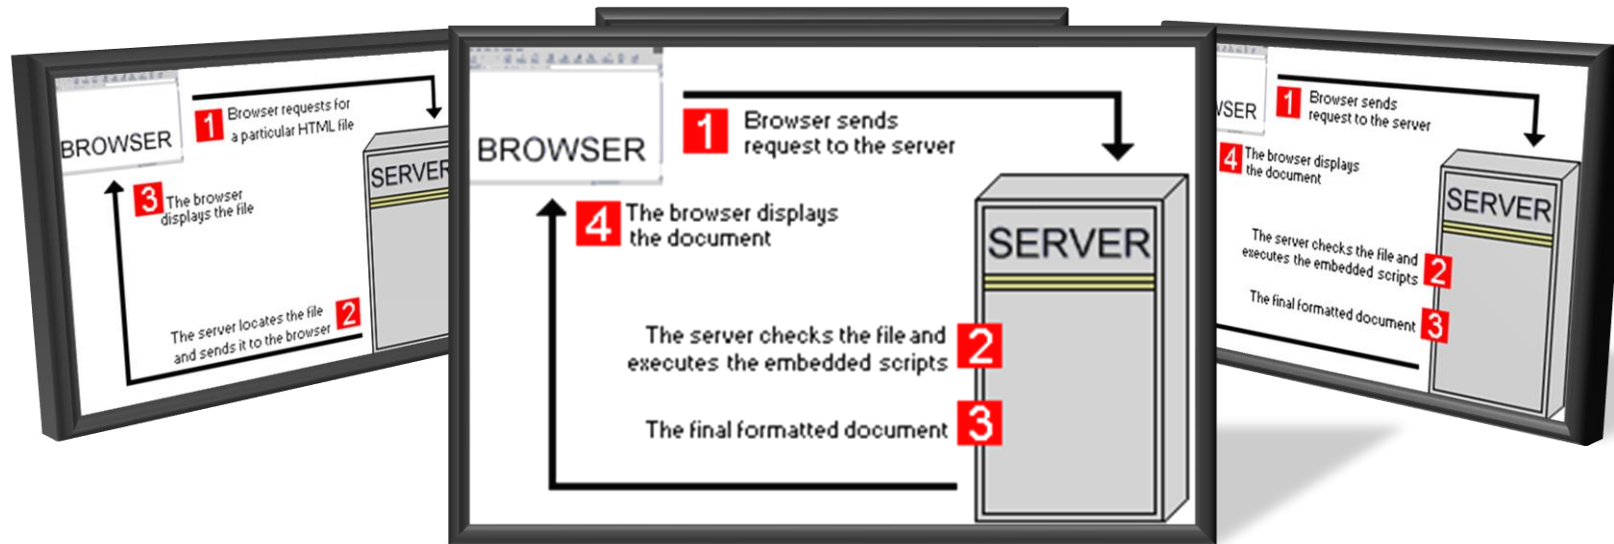 BROWSER
1
Browser requests for
a particular HTML file
SERVER
3
The browser
displays the file
2
The server locates the file
and sends it to the browser
BROWSER
1
Browser sends
request to the server
4
The browser displays
the document
SERVER
The server checks the file and
executes the embedded scripts
2
The final formatted document
3
WSER
1
Browser sends
request to the server
4
The browser displays
the document
SERVER
The server checks the file and
executes the embedded scripts
2
The final formatted document
3